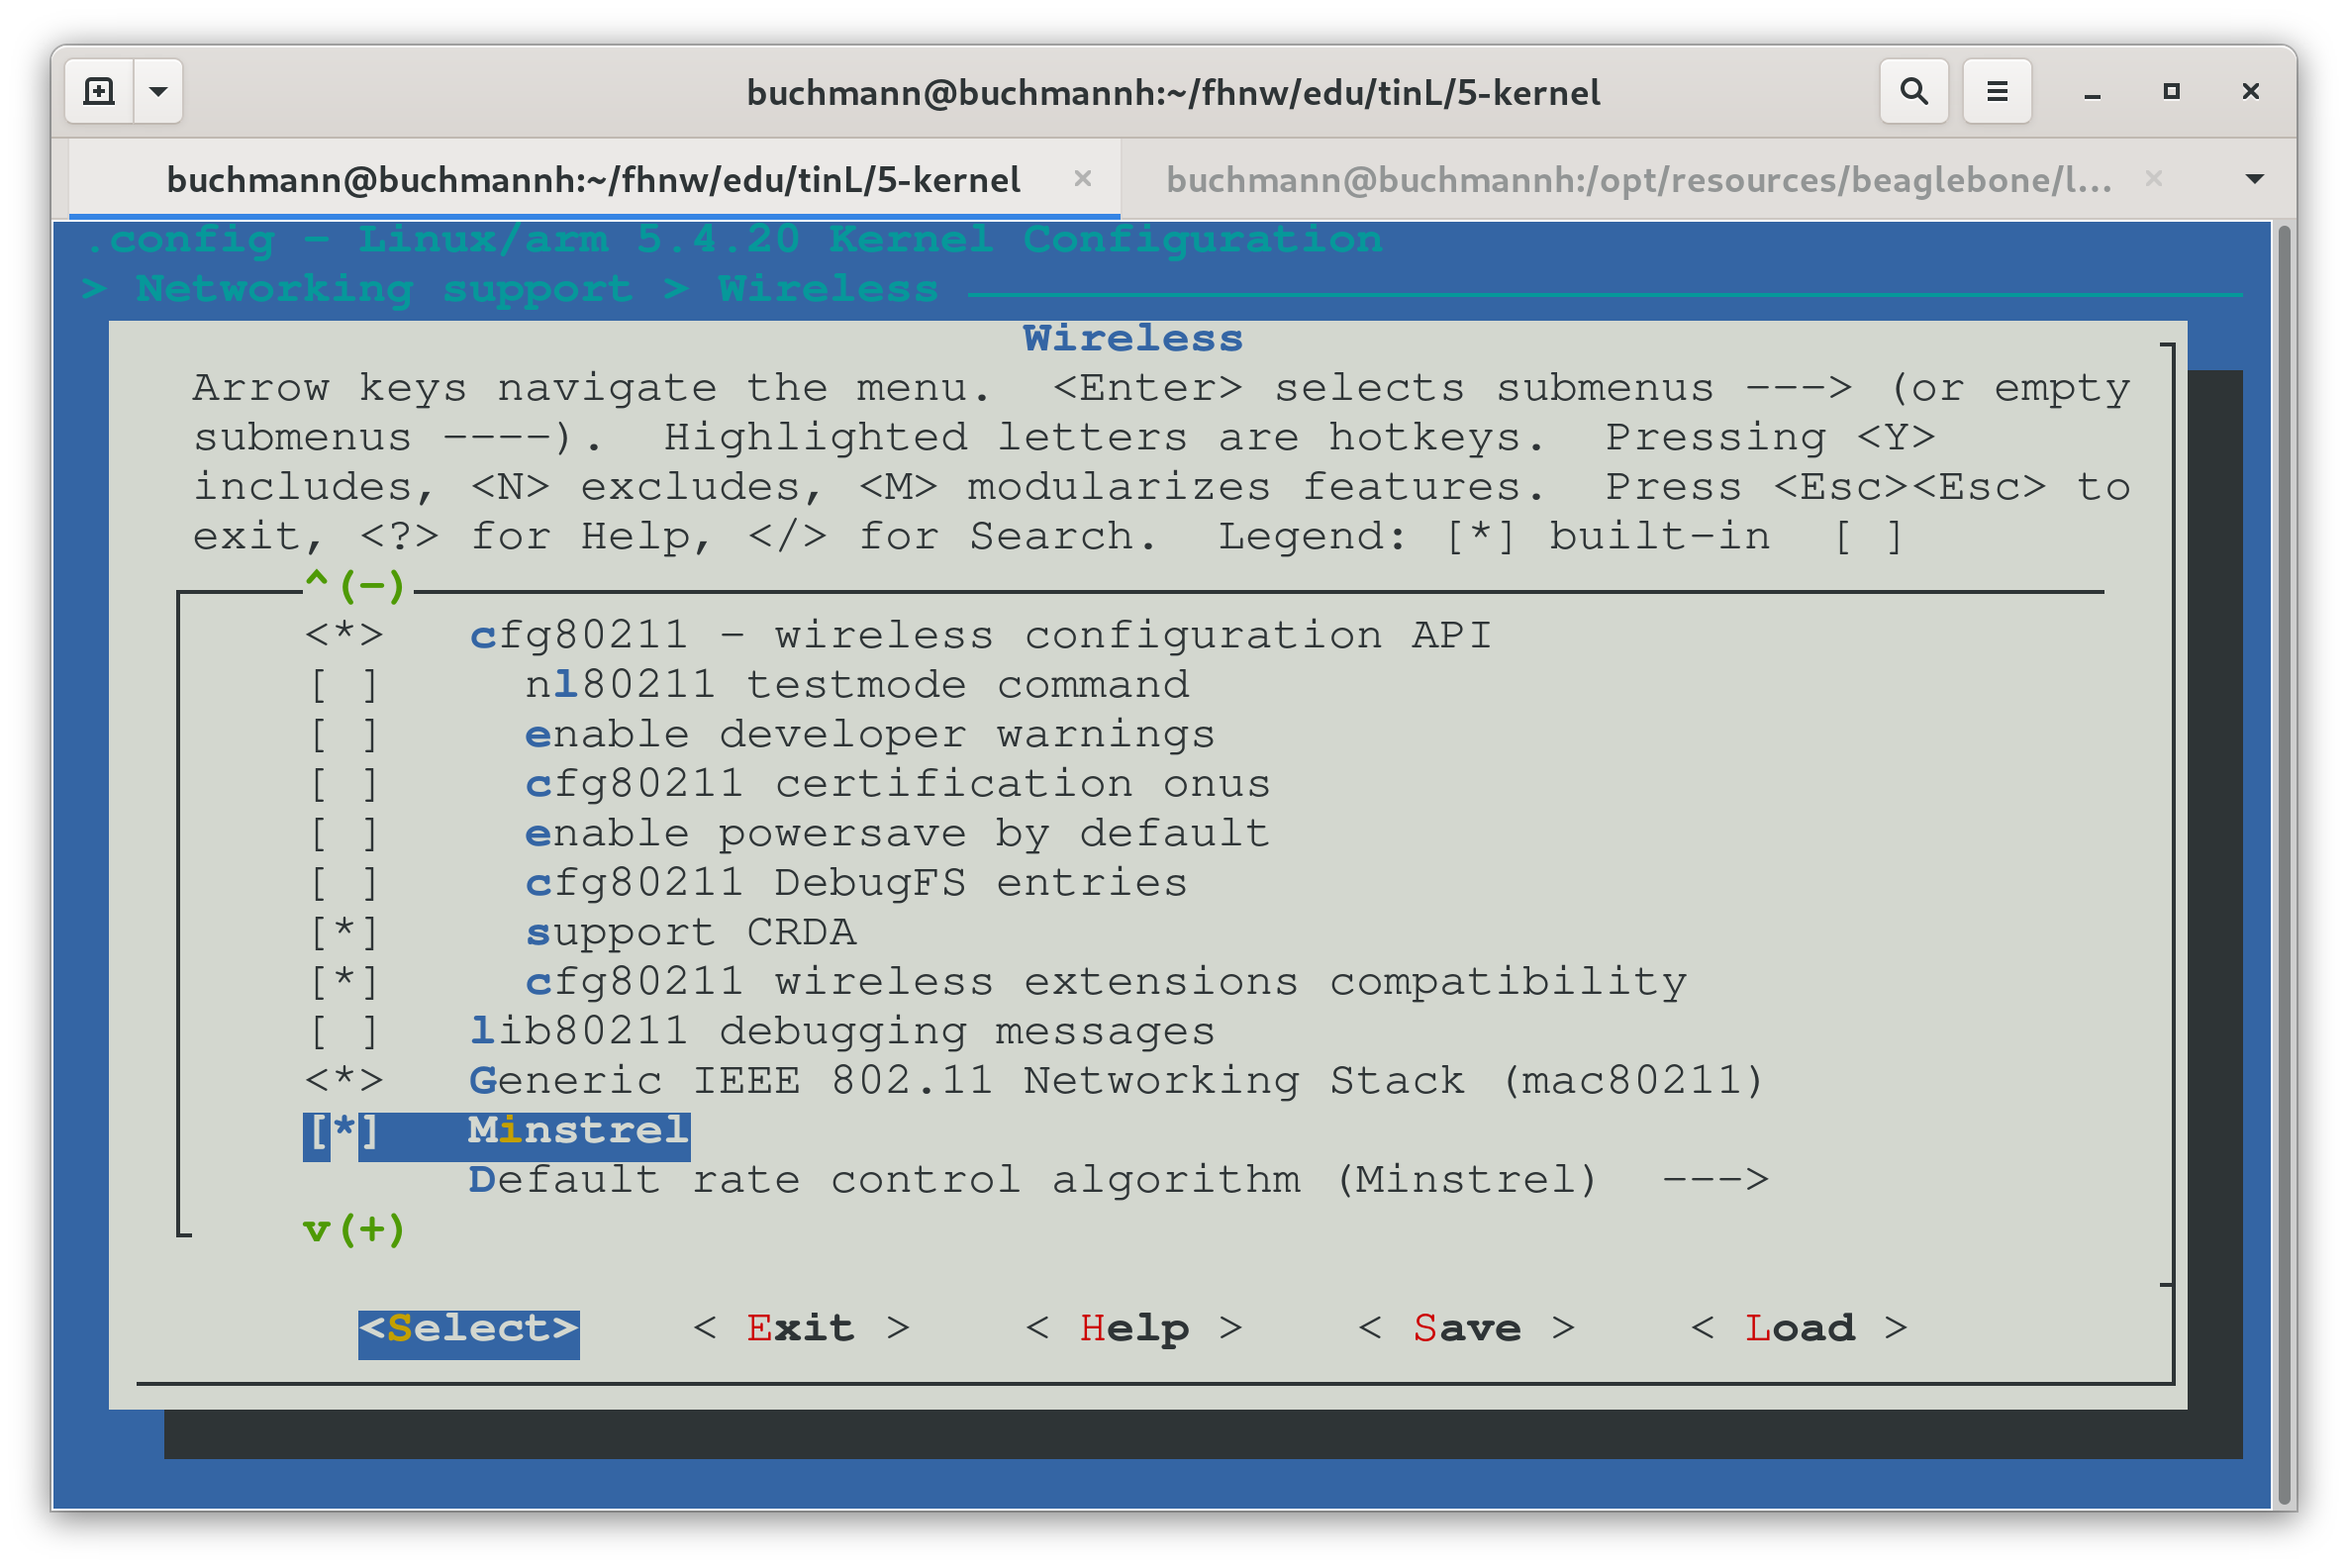 buchmann@buchmannh:~/fhnw/edu/tinL/5-kernel
buchmann@buchmannh:~/fhnw/edu/tinL/5-kernel × buchmann@buchmannh:/opt/resources/beaglebone/l... ×
.config - Linux/arm 5.4.20 Kernel Configuration
> Networking support > Wireless
Wireless
Arrow keys navigate the menu.  <Enter> selects submenus ---> (or empty
submenus ----).  Highlighted letters are hotkeys.  Pressing <Y>
includes, <N> excludes, <M> modularizes features.  Press <Esc><Esc> to
exit, <?> for Help, </> for Search.  Legend: [*] built-in  [ ]
^(-)
<*>   cfg80211 - wireless configuration API
[ ]     nl80211 testmode command
[ ]     enable developer warnings
[ ]     cfg80211 certification onus
[ ]     enable powersave by default
[ ]     cfg80211 DebugFS entries
[*]     support CRDA
[*]     cfg80211 wireless extensions compatibility
[ ]   lib80211 debugging messages
<*>   Generic IEEE 802.11 Networking Stack (mac80211)
[*]   Minstrel
Default rate control algorithm (Minstrel)  --->
v(+)
<Select>    < Exit >    < Help >    < Save >    < Load >